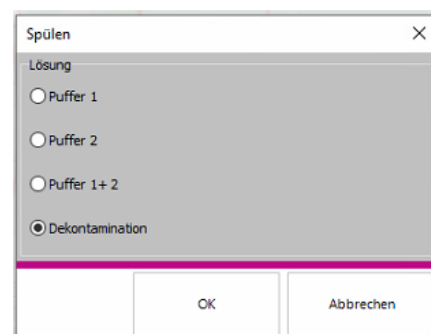 Spülen
Lösung
Puffer 1
Puffer 2
Puffer 1+ 2
Dekontamination
OK
Abbrechen